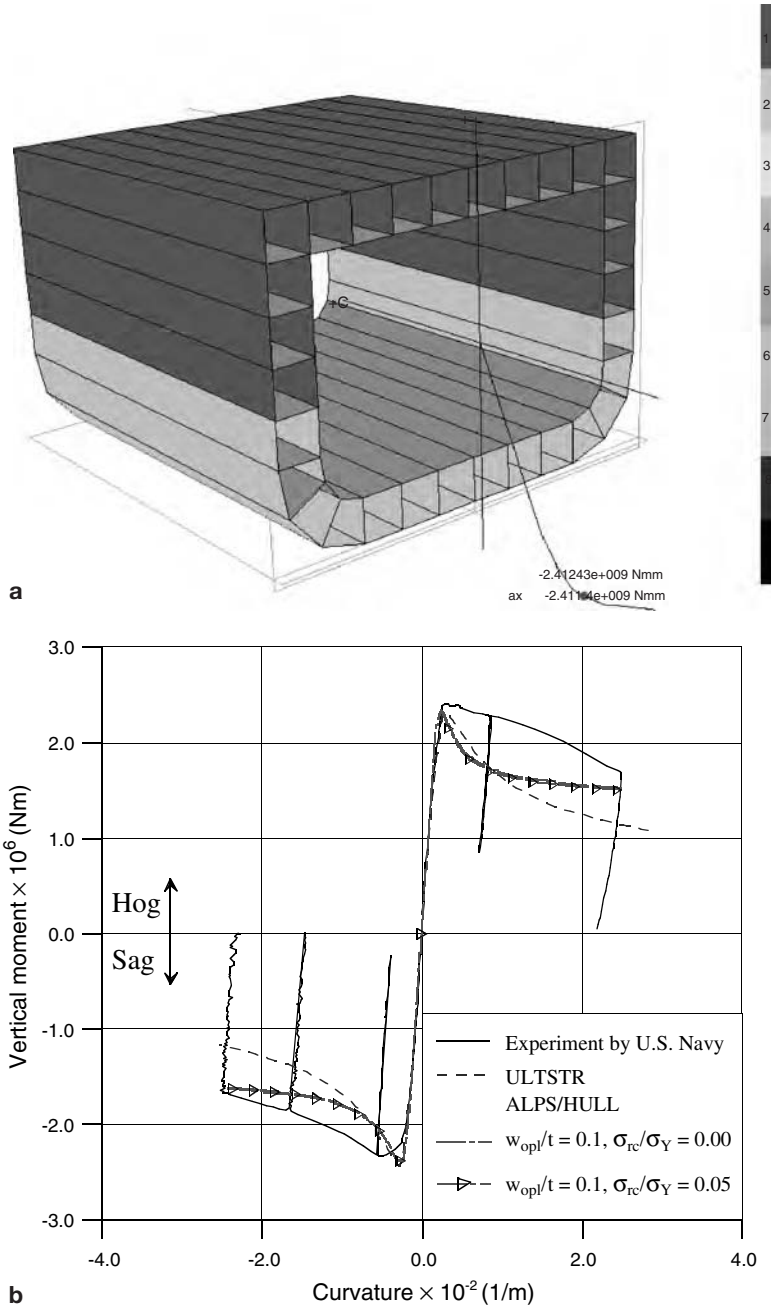 1
2
3
4
5
6
7
+C
-2.41243e+009 Nmm
ax -2.4114e+009 Nmm
a
Vertical moment × 10⁶ (Nm)
3.0
2.0
1.0
0.0
-1.0
-2.0
-3.0
Hog
Sag
Experiment by U.S. Navy
ULTSTR
ALPS/HULL
w_opl/t = 0.1, σ_rc/σ_Y = 0.00
w_opl/t = 0.1, σ_rc/σ_Y = 0.05
-4.0 -2.0 0.0 2.0 4.0
Curvature × 10⁻² (1/m)
b